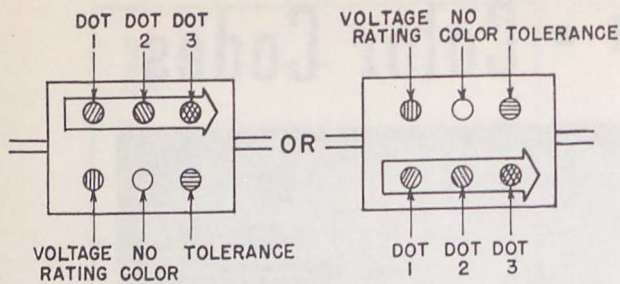 DOT DOT DOT
1 2 3
VOLTAGE NO TOLERANCE
RATING COLOR
OR
VOLTAGE NO
RATING COLOR TOLERANCE
DOT DOT DOT
1 2 3